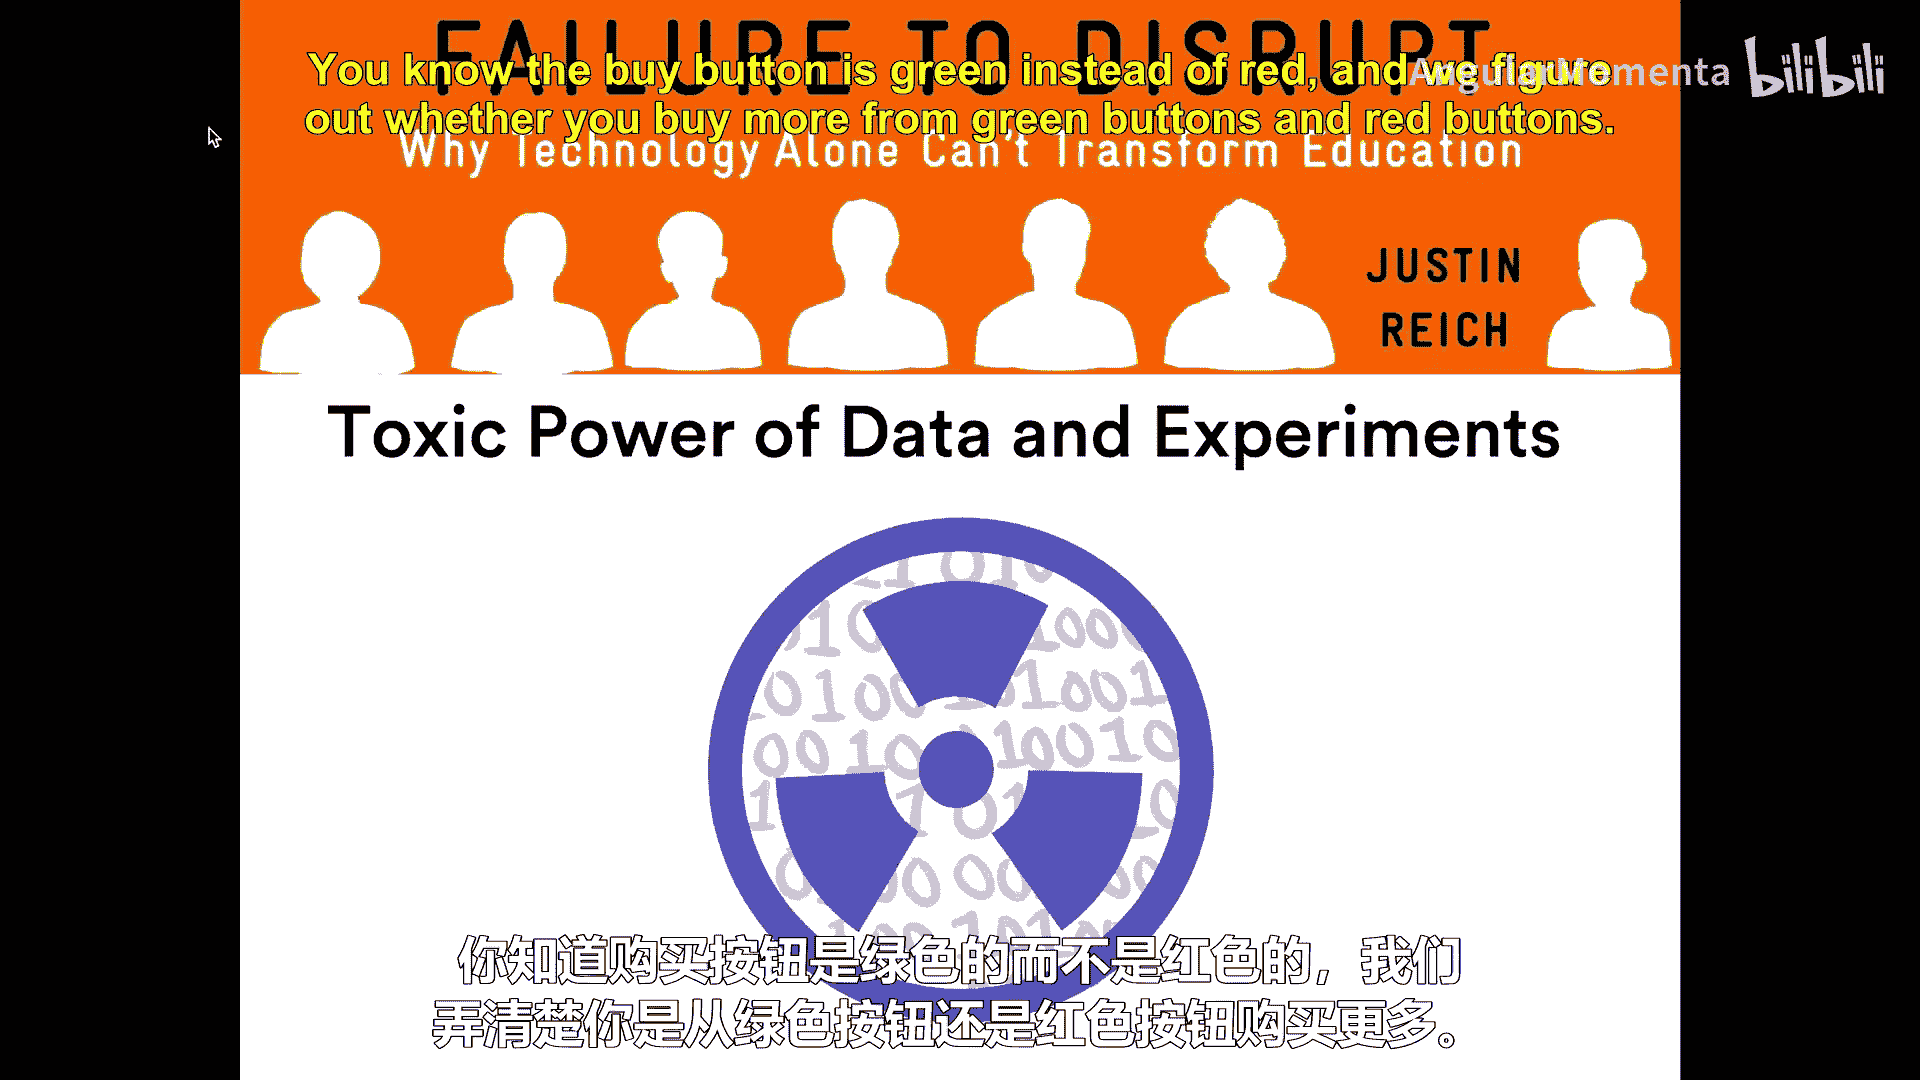 FAILURE TO DISRUPT
You know the buy button is green instead of red, and we figure
out whether you buy more from green buttons and red buttons.
AngularMomenta bilibili
Why Technology Alone Can't Transform Education
JUSTIN
REICH
Toxic Power of Data and Experiments
你知道购买按钮是绿色的而不是红色的，我们
弄清楚你是从绿色按钮还是红色按钮购买更多。